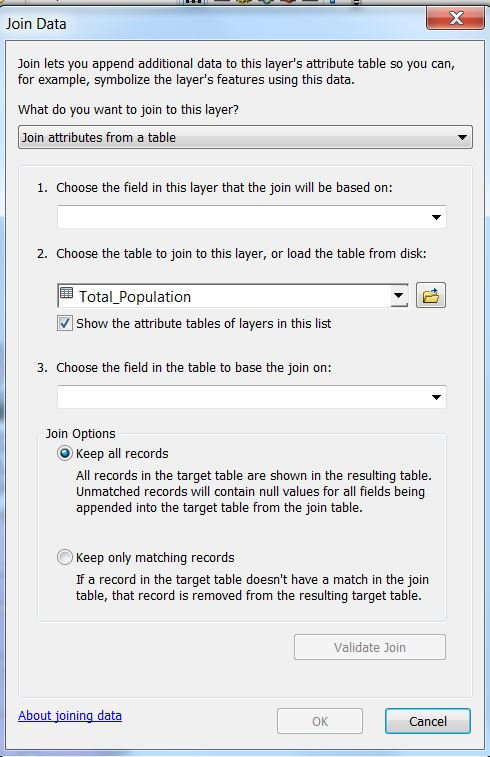 Join Data
Join lets you append additional data to this layer's attribute table so you can,
for example, symbolize the layer's features using this data.
What do you want to join to this layer?
Join attributes from a table
1. Choose the field in this layer that the join will be based on:
2. Choose the table to join to this layer, or load the table from disk:
Total_Population
Show the attribute tables of layers in this list
3. Choose the field in the table to base the join on:
Join Options
Keep all records
All records in the target table are shown in the resulting table.
Unmatched records will contain null values for all fields being
appended into the target table from the join table.
Keep only matching records
If a record in the target table doesn't have a match in the join
table, that record is removed from the resulting target table.
Validate Join
About joining data
OK
Cancel